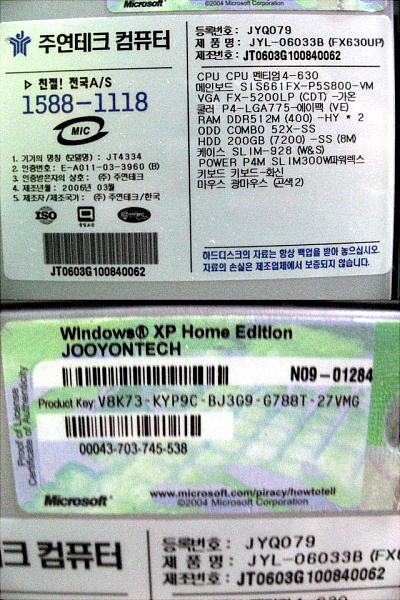 Microsoft ©2004 Microsoft Corporation
주연테크 컴퓨터
등록번호 : JYQ079
제 품 명 : JYL-06033B (FX630UP)
제조번호 : JT0603G100840062
▷ 친절! 전국A/S
1588-1118
MIC
1. 기기의 명칭 (모델명) : JT4334
2. 인증번호 : E-A011-03-3960 (B)
3. 인증받은자의 상호 : (주) 주연테크
4. 제조년월 : 2006년 03월
5. 제조자/제조국가 : (주) 주연테크/한국
ISO
JT0603G100840062
CPU CPU 펜티엄4-630
메인보드 SIS661FX-P5S800-VM
VGA FX-5200LP (CDT) -가온
쿨러 P4-LGA775-에이팩 (VE)
RAM DDR512M (400) -HY * 2
ODD COMBO 52X-SS
HDD 200GB (7200) -SS (8M)
케이스 SLIM-928 (W&S)
POWER P4M SLIM300W파워렉스
키보드 키보드-화신
마우스 광마우스 (곤색2)
하드디스크의 자료는 항상 백업을 받아 놓으십시오
자료의 손실은 제조업체에서 보증되지 않습니다.
Windows® XP Home Edition
JOOYONTECH
N09-01284
Product Key: V8K73-KYP9C-BJ3G9-G788T-27VMG
00043-703-745-538
Proof of License
Certificate of Authenticity
Microsoft
www.microsoft.com/piracy/howtotell
©2004 Microsoft Corporation
크 컴퓨터
등록번호 : JYQ079
제 품 명 : JYL-06033B (FX6
제조번호 : JT0603G100840062